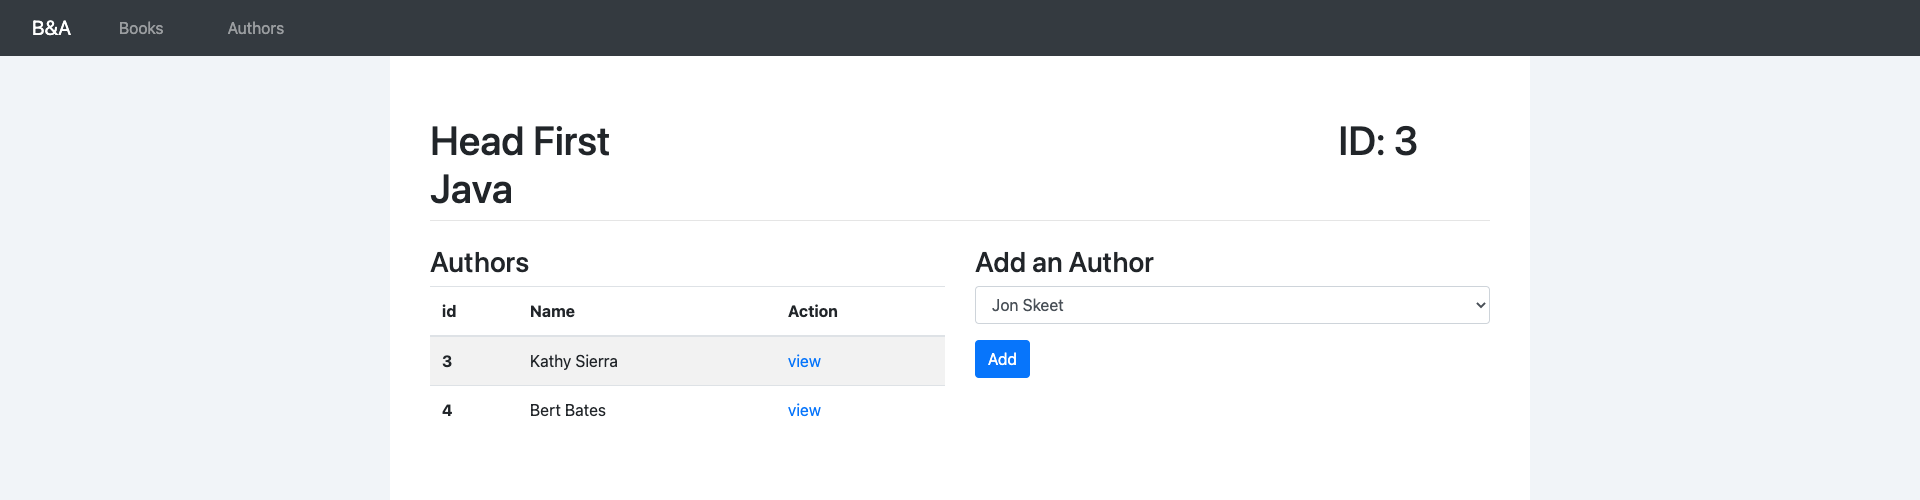 B&A Books Authors
Head First ID: 3
Java
Authors
id Name Action
3 Kathy Sierra view
4 Bert Bates view
Add an Author
Jon Skeet
Add